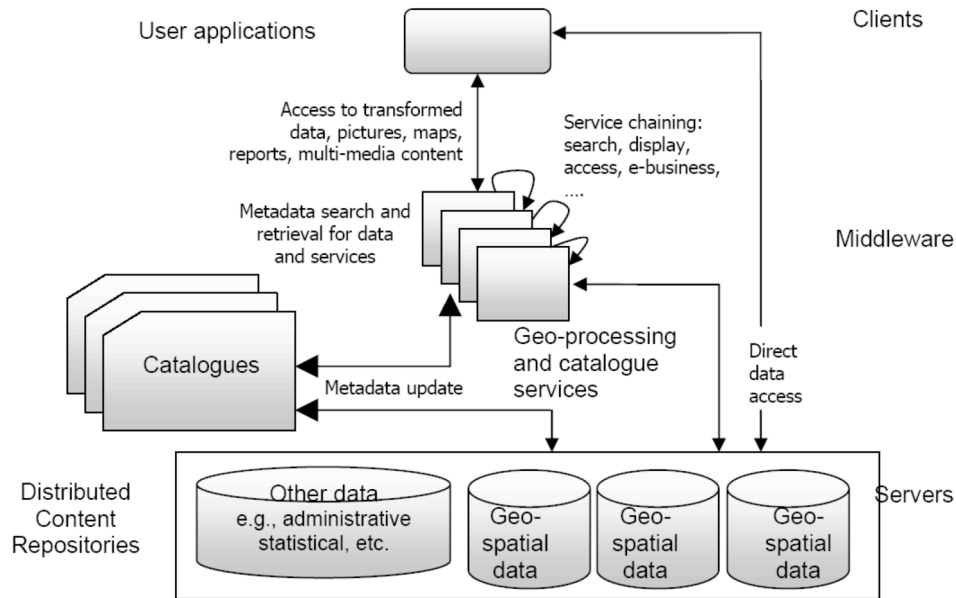 User applications
Clients
Access to transformed
data, pictures, maps,
reports, multi-media content
Service chaining:
search, display,
access, e-business,
....
Metadata search and
retrieval for data
and services
Middleware
Catalogues
Geo-processing
and catalogue
services
Metadata update
Direct
data
access
Distributed
Content
Repositories
Other data
e.g., administrative
statistical, etc.
Geo-
spatial
data
Geo-
spatial
data
Geo-
spatial
data
Servers